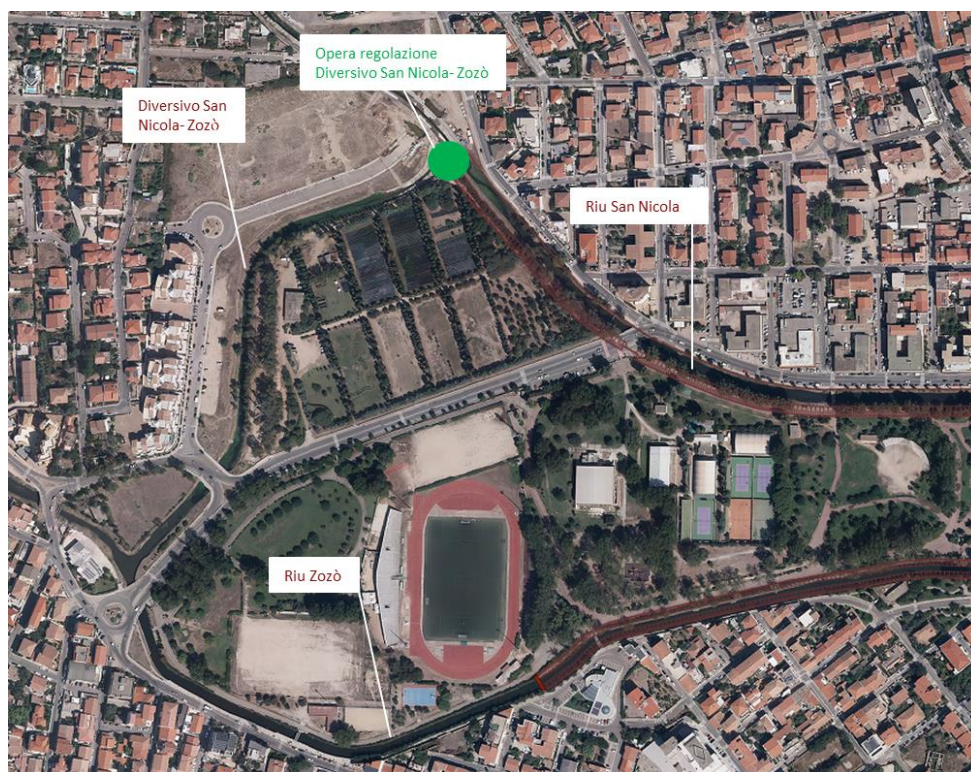 Opera regolazione
Diversivo San Nicola- Zozò
Diversivo San
Nicola- Zozò
Riu San Nicola
Riu Zozò